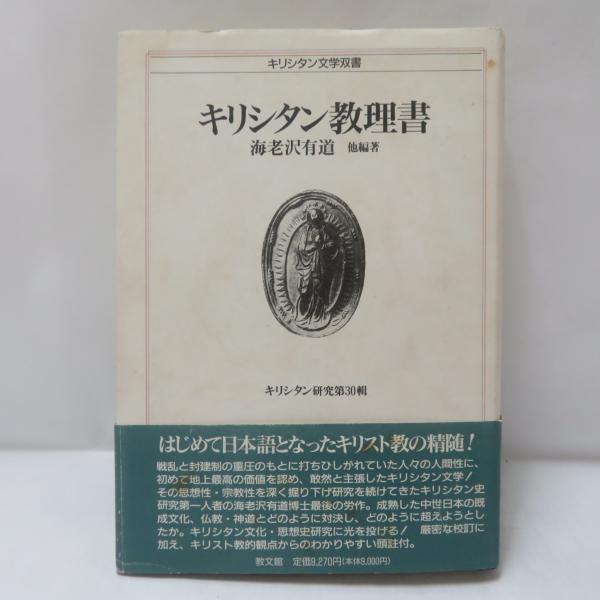 キリシタン文学双書
キリシタン教理書
海老沢有道 他編著
キリシタン研究第30輯
はじめて日本語となったキリスト教の精随！
戦乱と封建制の重圧のもとに打ちひしがれていた人々の人間性に、
初めて地上最高の価値を認め、敢然と主張したキリシタン文学！
その思想性・宗教性を深く掘り下げ研究を続けてきたキリシタン史
研究第一人者の海老沢有道博士最後の労作。成熟した中世日本の既
成文化、仏教・神道とどのように対決し、どのように超えようとし
たか。キリシタン文化・思想史研究に光を投げる！ 厳密な校訂に
加え、キリスト教的観点からのわかりやすい頭註付。
教文館 定価9,270円(本体9,000円)